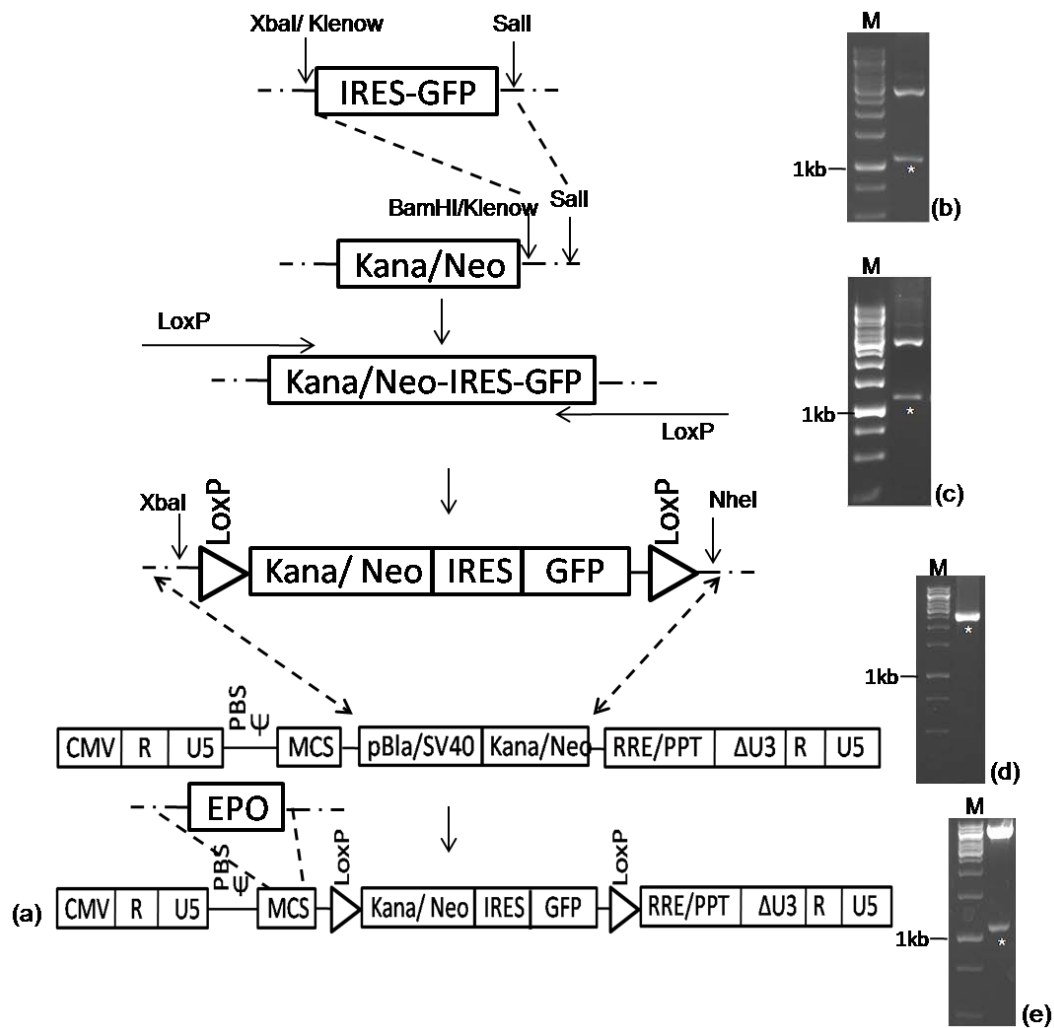 XbaI/ Klenow
SalI
IRES-GFP
BamHI/Klenow
SalI
Kana/Neo
LoxP
Kana/Neo-IRES-GFP
LoxP
XbaI
LoxP
LoxP
NheI
Kana/ Neo IRES GFP
PBS
Ψ
CMV R U5 MCS pBla/SV40 Kana/Neo RRE/PPT ΔU3 R U5
EPO
PBS
Ψ
LoxP
LoxP
(a) CMV R U5 MCS Kana/ Neo IRES GFP RRE/PPT ΔU3 R U5
M
1kb
*
(b)
M
1kb
*
(c)
M
*
1kb
(d)
M
1kb
*
(e)